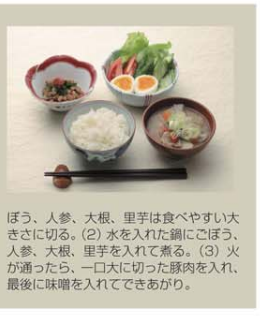 ぼう、人参、大根、里芋は食べやすい大
きさに切る。(2) 水を入れた鍋にごぼう、
人参、大根、里芋を入れて煮る。(3) 火
が通ったら、一口大に切った豚肉を入れ、
最後に味噌を入れてできあがり。